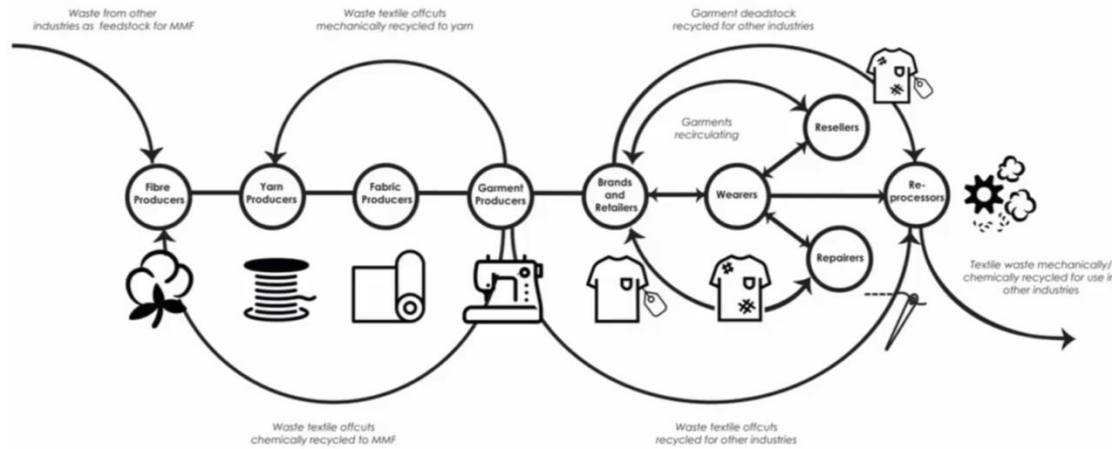 Waste from other
industries as feedstock for MMF
Waste textile offcuts
mechanically recycled to yarn
Garment deadstock
recycled for other industries
Garments
recirculating
Resellers
Fibre
Producers
Yarn
Producers
Fabric
Producers
Garment
Producers
Brands
and
Retailers
Wearers
Re-
processors
Repairers
Textile waste mechanically/
chemically recycled for use in
other industries
Waste textile offcuts
chemically recycled to MMF
Waste textile offcuts
recycled for other industries